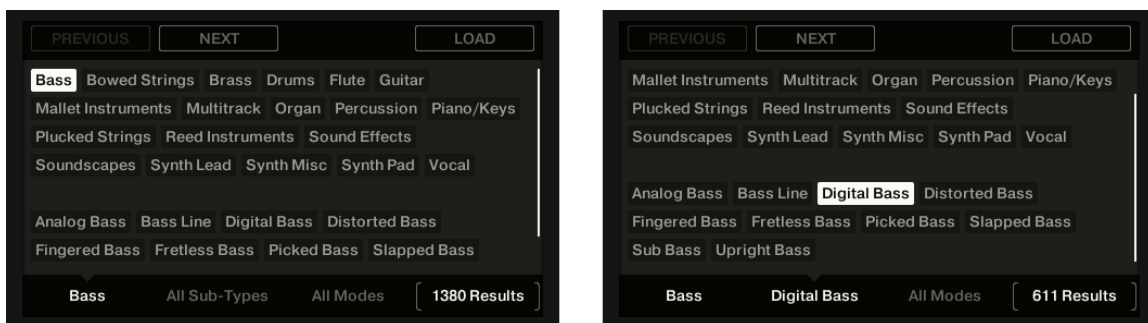 PREVIOUS NEXT LOAD
Bass Bowed Strings Brass Drums Flute Guitar
Mallet Instruments Multitrack Organ Percussion Piano/Keys
Plucked Strings Reed Instruments Sound Effects
Soundscapes Synth Lead Synth Misc Synth Pad Vocal
Analog Bass Bass Line Digital Bass Distorted Bass
Fingered Bass Fretless Bass Picked Bass Slapped Bass
Bass All Sub-Types All Modes 1380 Results
PREVIOUS NEXT LOAD
Mallet Instruments Multitrack Organ Percussion Piano/Keys
Plucked Strings Reed Instruments Sound Effects
Soundscapes Synth Lead Synth Misc Synth Pad Vocal
Analog Bass Bass Line Digital Bass Distorted Bass
Fingered Bass Fretless Bass Picked Bass Slapped Bass
Sub Bass Upright Bass
Bass Digital Bass All Modes 611 Results